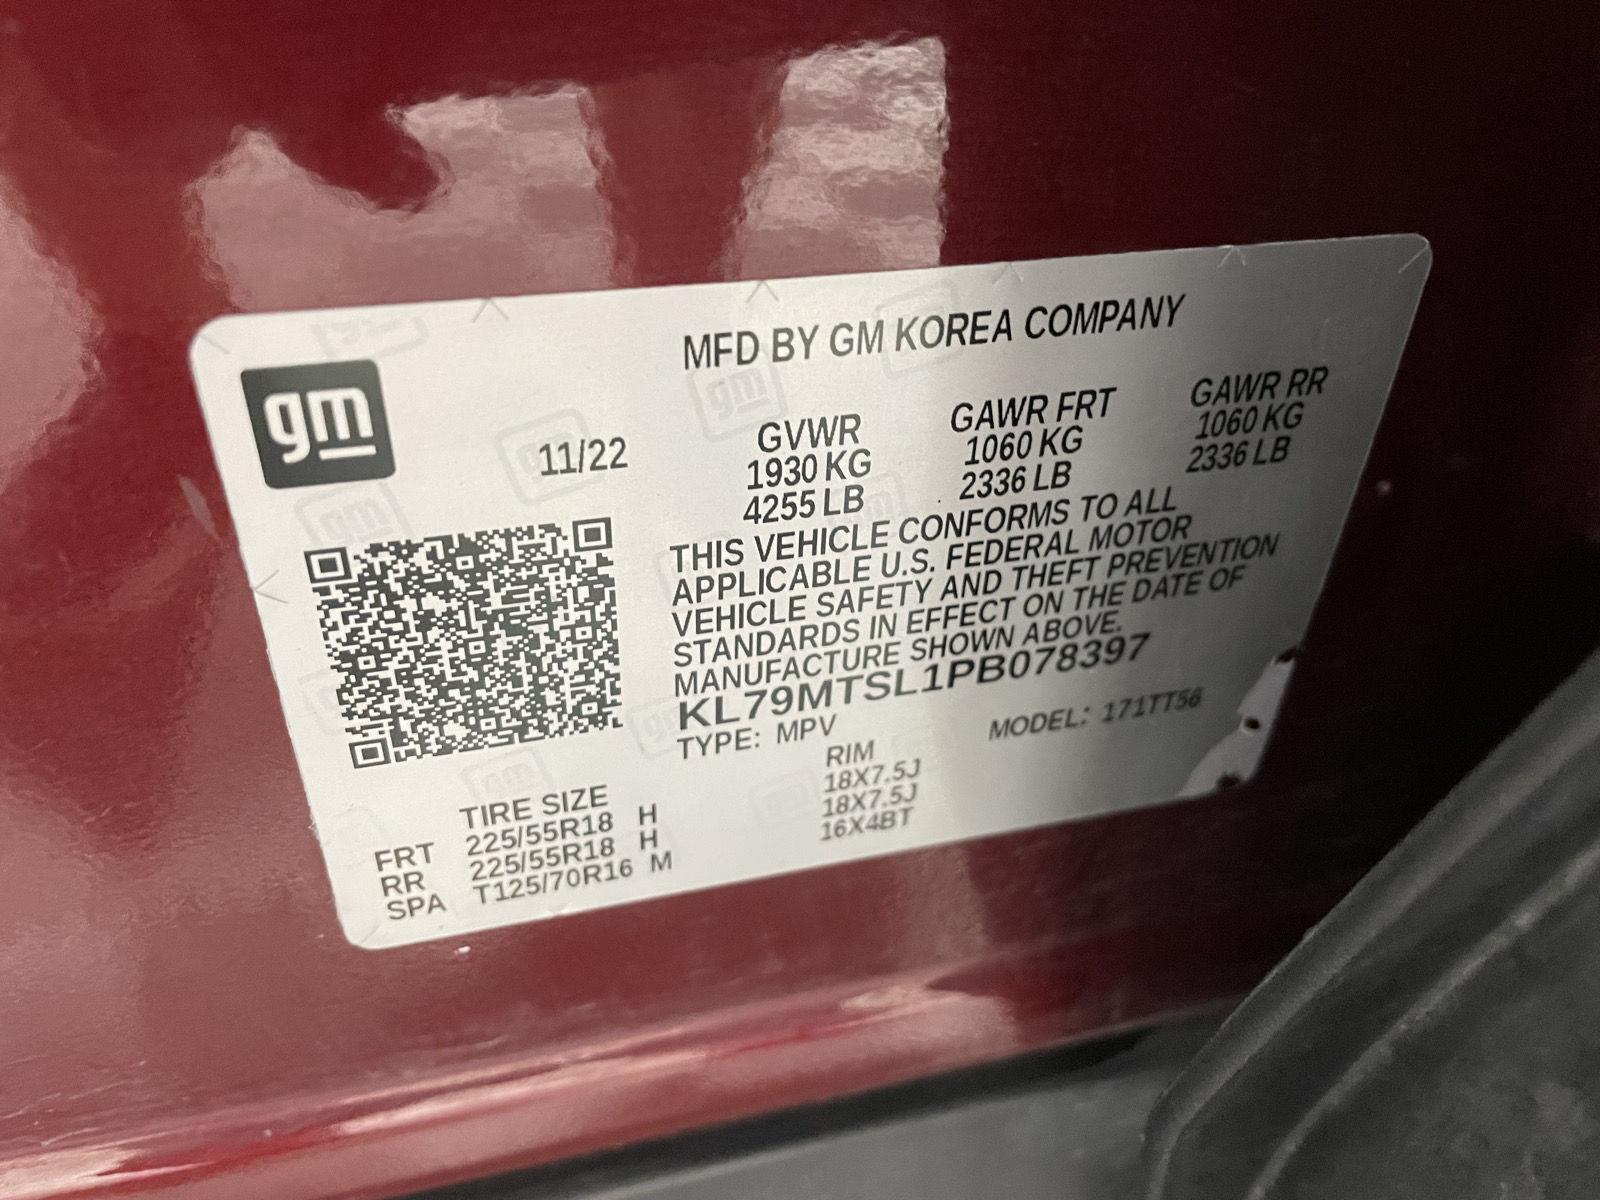 MFD BY GM KOREA COMPANY
gm
11/22
GVWR GAWR FRT GAWR RR
1930 KG 1060 KG 1060 KG
4255 LB 2336 LB 2336 LB
THIS VEHICLE CONFORMS TO ALL
APPLICABLE U.S. FEDERAL MOTOR
VEHICLE SAFETY AND THEFT PREVENTION
STANDARDS IN EFFECT ON THE DATE OF
MANUFACTURE SHOWN ABOVE.
KL79MTSL1PB078397
TYPE: MPV MODEL: 171TT56
TIRE SIZE RIM
FRT 225/55R18 H 18X7.5J
RR 225/55R18 H 18X7.5J
SPA T125/70R16 M 16X4BT